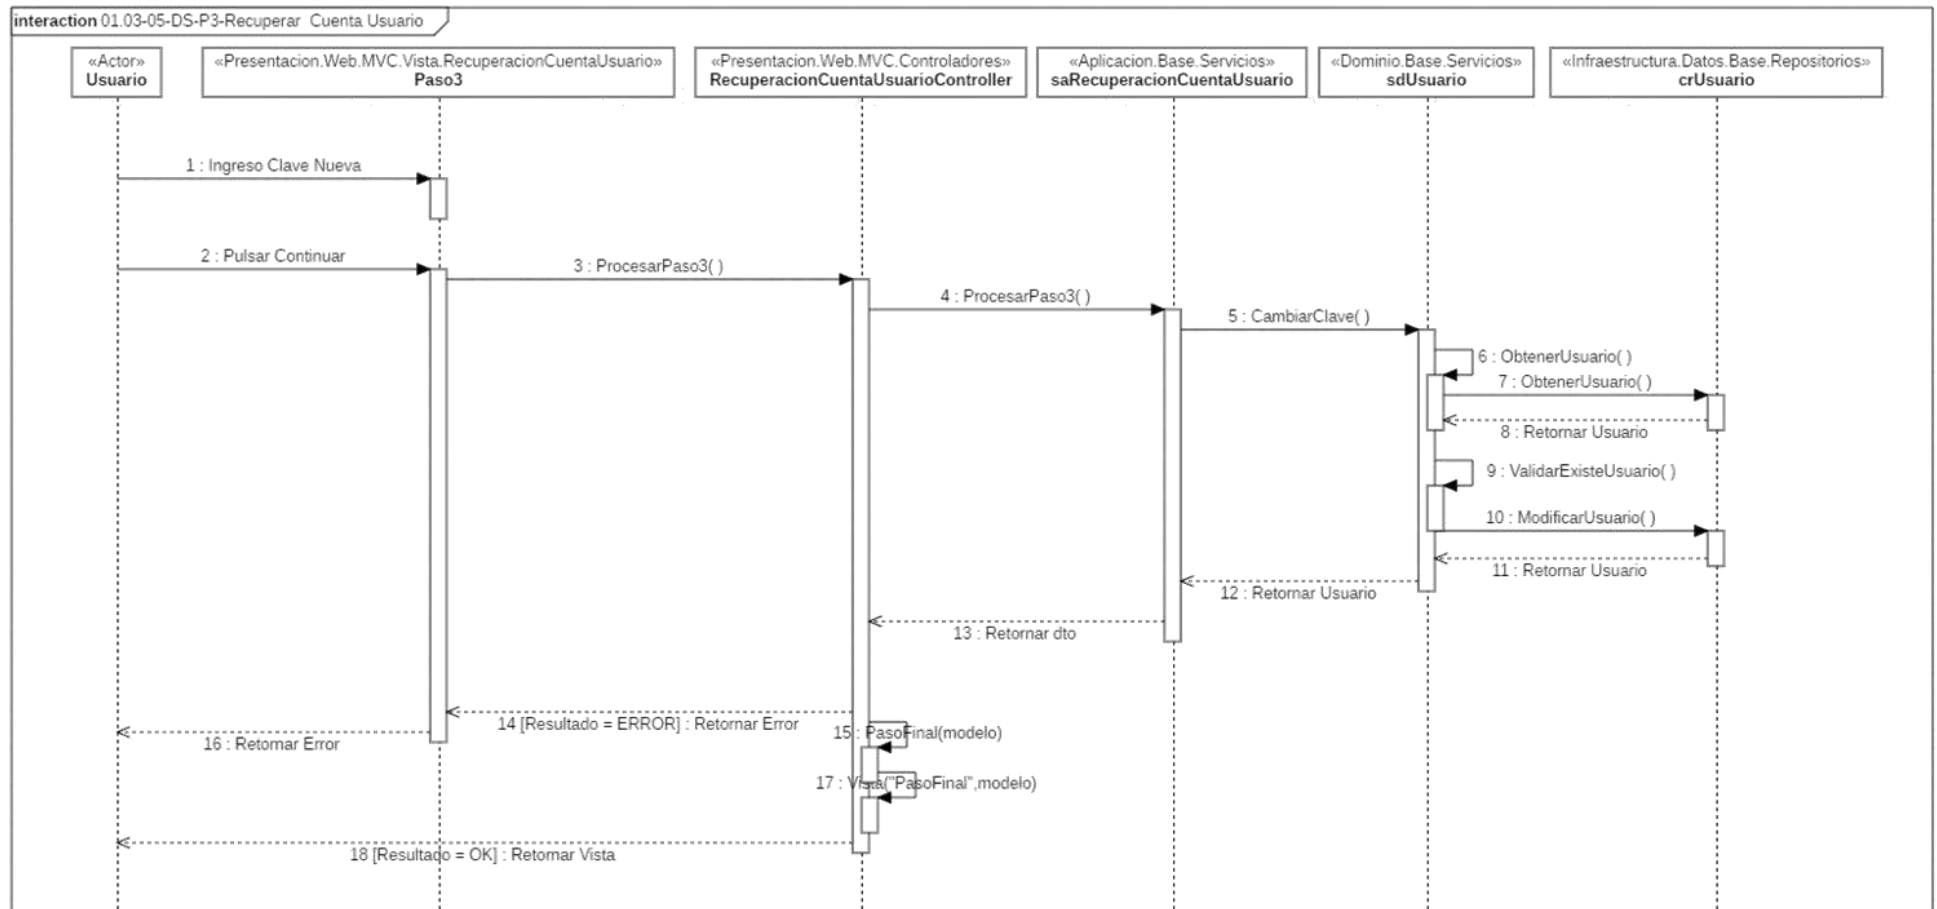 interaction 01.03-05-DS-P3-Recuperar Cuenta Usuario
«Actor»
Usuario
«Presentacion.Web.MVC.Vista.RecuperacionCuentaUsuario»
Paso3
«Presentacion.Web.MVC.Controladores»
RecuperacionCuentaUsuarioController
«Aplicacion.Base.Servicios»
saRecuperacionCuentaUsuario
«Dominio.Base.Servicios»
sdUsuario
«Infraestructura.Datos.Base.Repositorios»
crUsuario
1 : Ingreso Clave Nueva
2 : Pulsar Continuar
3 : ProcesarPaso3( )
4 : ProcesarPaso3( )
5 : CambiarClave( )
6 : ObtenerUsuario( )
7 : ObtenerUsuario( )
8 : Retornar Usuario
9 : ValidarExisteUsuario( )
10 : ModificarUsuario( )
11 : Retornar Usuario
12 : Retornar Usuario
13 : Retornar dto
14 [Resultado = ERROR] : Retornar Error
15 : PasoFinal(modelo)
16 : Retornar Error
17 : Vista("PasoFinal",modelo)
18 [Resultado = OK] : Retornar Vista